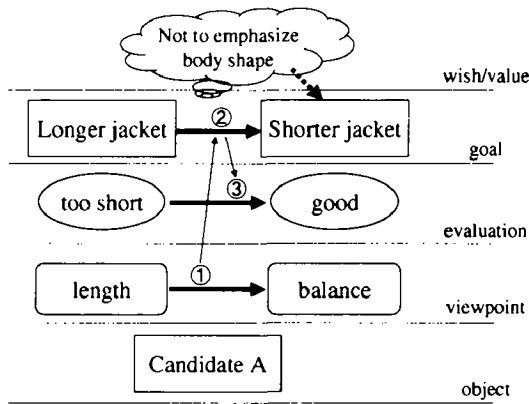 Not to emphasize
body shape
wish/value
②
Longer jacket
Shorter jacket
goal
③
too short
good
evaluation
①
length
balance
viewpoint
Candidate A
object